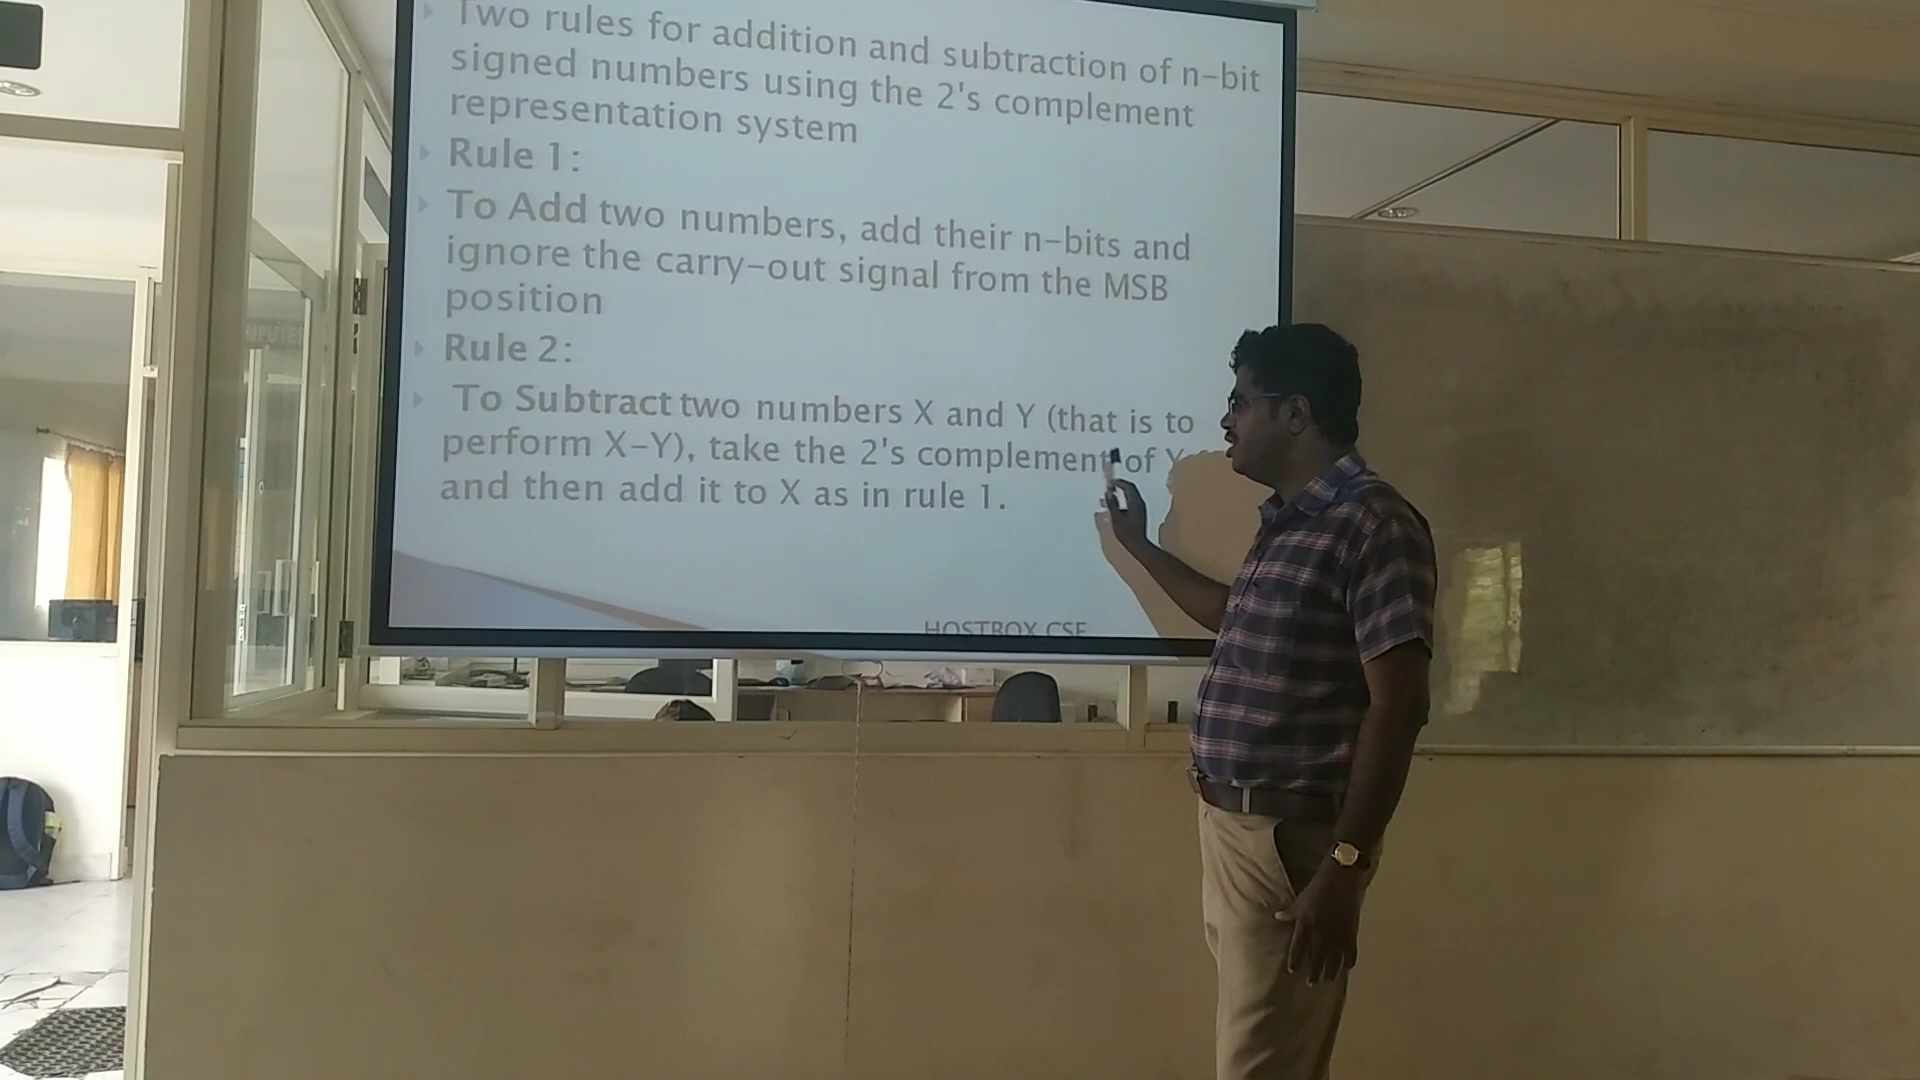 Two rules for addition and subtraction of n-bit
signed numbers using the 2's complement
representation system
Rule 1:
To Add two numbers, add their n-bits and
ignore the carry-out signal from the MSB
position
Rule 2:
To Subtract two numbers X and Y (that is to
perform X-Y), take the 2's complement of Y
and then add it to X as in rule 1.